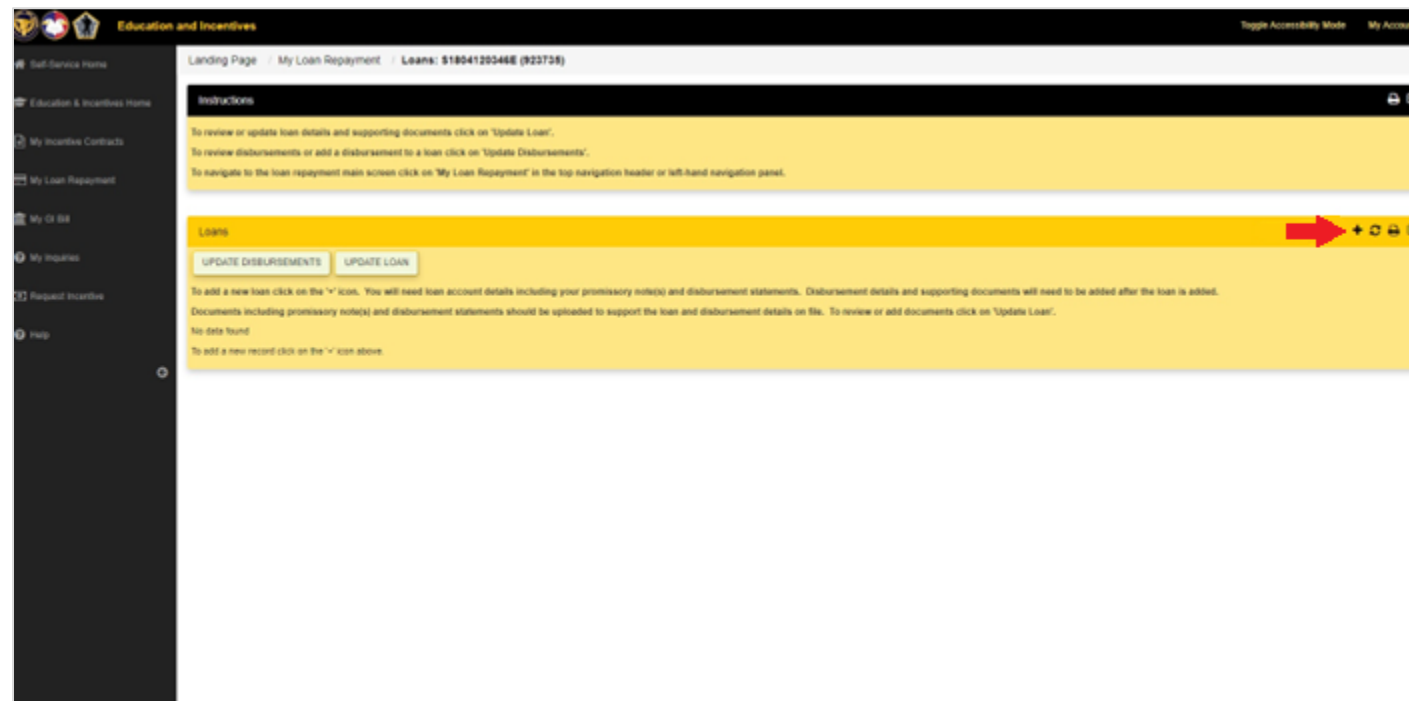 Education and Incentives
Toggle Accessibility Mode My Accou
Self-Service Home
Landing Page / My Loan Repayment / Loans: S1804120346E (923735)
Education & Incentives Home
Instructions
My Incentive Contracts
To review or update loan details and supporting documents click on 'Update Loan'.
To review disbursements or add a disbursement to a loan click on 'Update Disbursements'.
To navigate to the loan repayment main screen click on 'My Loan Repayment' in the top navigation header or left-hand navigation panel.
My Loan Repayment
My GI Bill
Loans
My Inquiries
UPDATE DISBURSEMENTS UPDATE LOAN
Request Incentive
To add a new loan click on the '+' icon. You will need loan account details including your promissory note(s) and disbursement statements. Disbursement details and supporting documents will need to be added after the loan is added.
Documents including promissory note(s) and disbursement statements should be uploaded to support the loan and disbursement details on file. To review or add documents click on 'Update Loan'.
Help
No data found
To add a new record click on the '+' icon above.